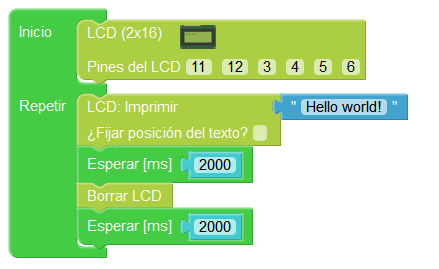 Inicio
LCD (2x16)
Pines del LCD 11 12 3 4 5 6
Repetir
LCD: Imprimir " Hello world! "
¿Fijar posición del texto?
Esperar [ms] 2000
Borrar LCD
Esperar [ms] 2000